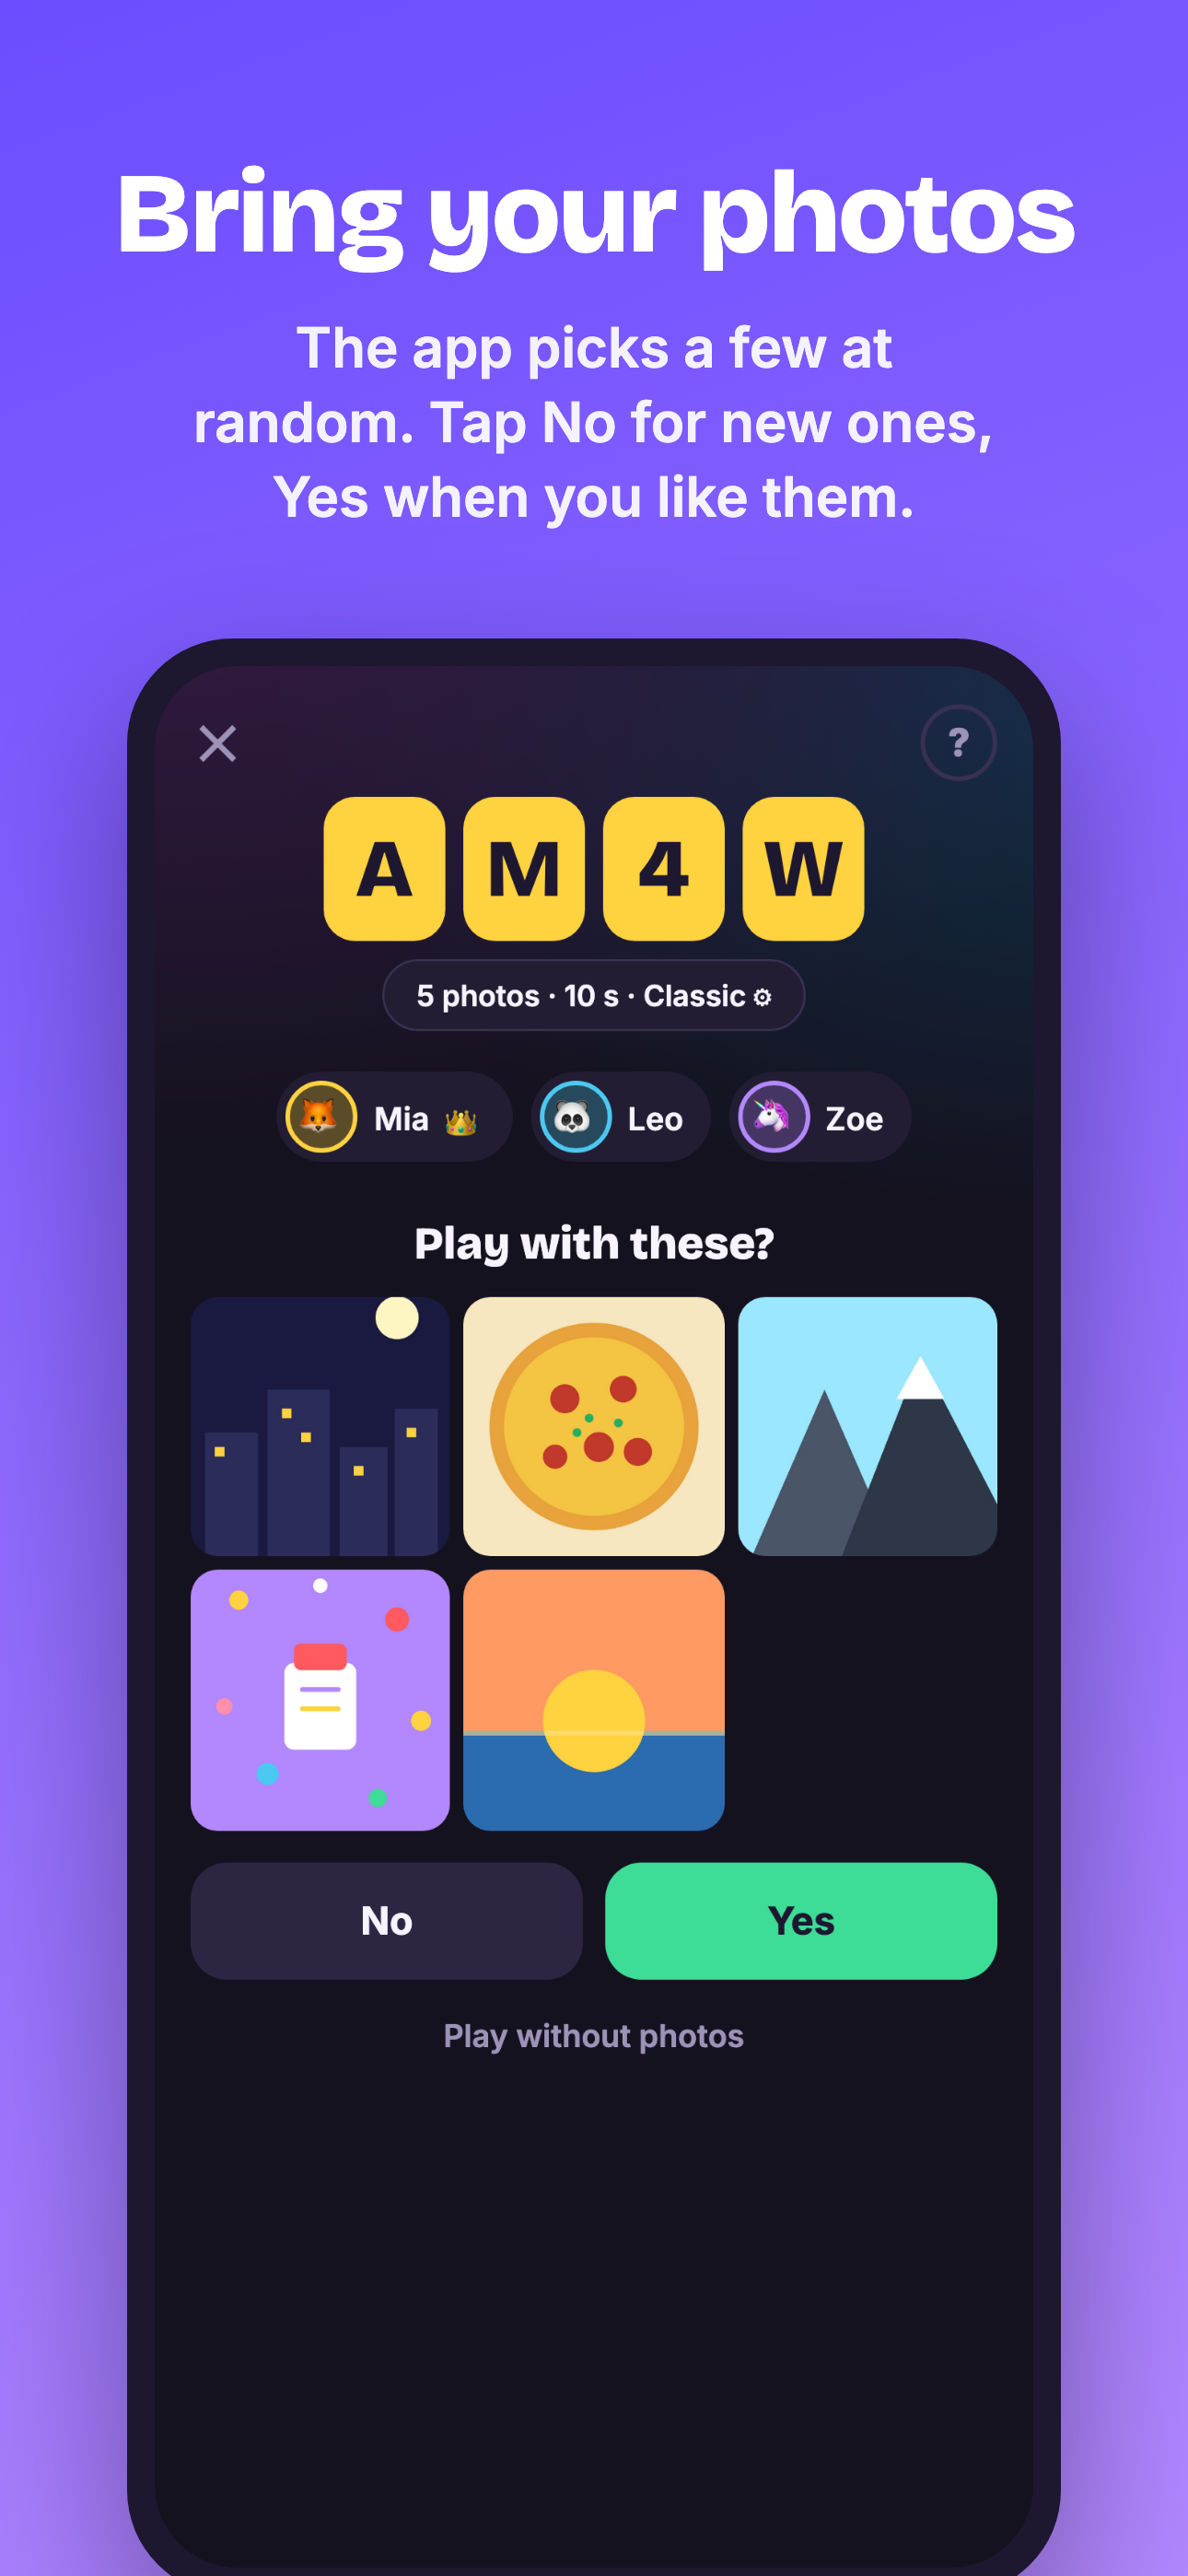 Bring your photos
The app picks a few at
random. Tap No for new ones,
Yes when you like them.
?
A M 4 W
5 photos · 10 s · Classic ⚙
Mia 👑 Leo Zoe
Play with these?
No Yes
Play without photos